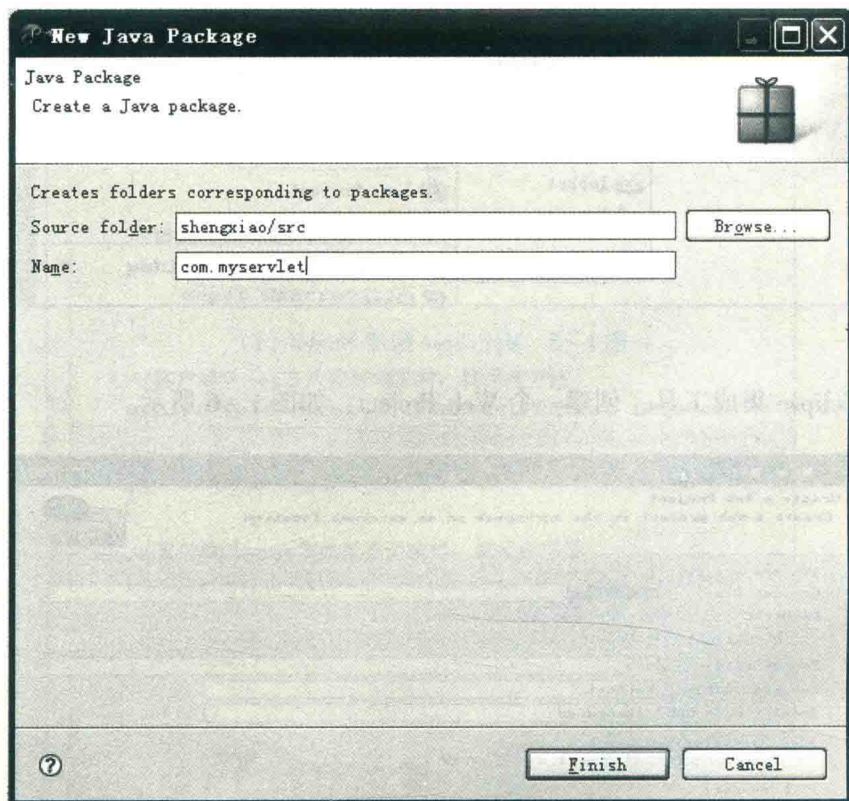 New Java Package
Java Package
Create a Java package.
Creates folders corresponding to packages.
Source folder: shengxiao/src Browse...
Name: com.myservlet
Finish Cancel